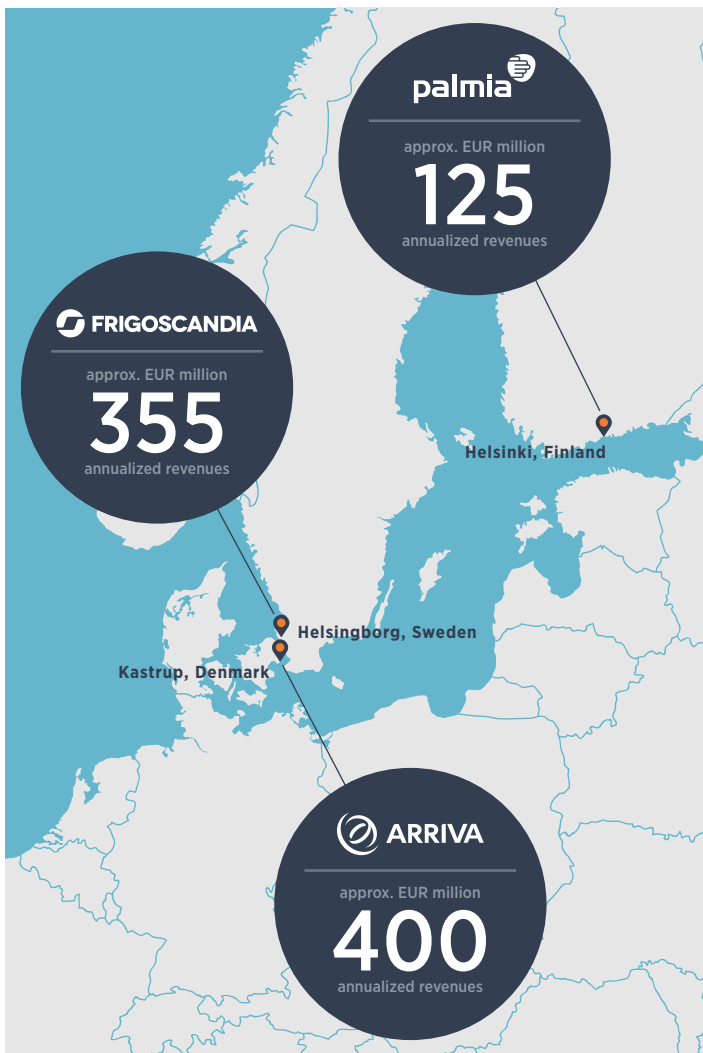 palmia
approx. EUR million
125
annualized revenues
FRIGOSCANDIA
approx. EUR million
355
annualized revenues
Helsinki, Finland
Helsingborg, Sweden
Kastrup, Denmark
ARRIVA
approx. EUR million
400
annualized revenues